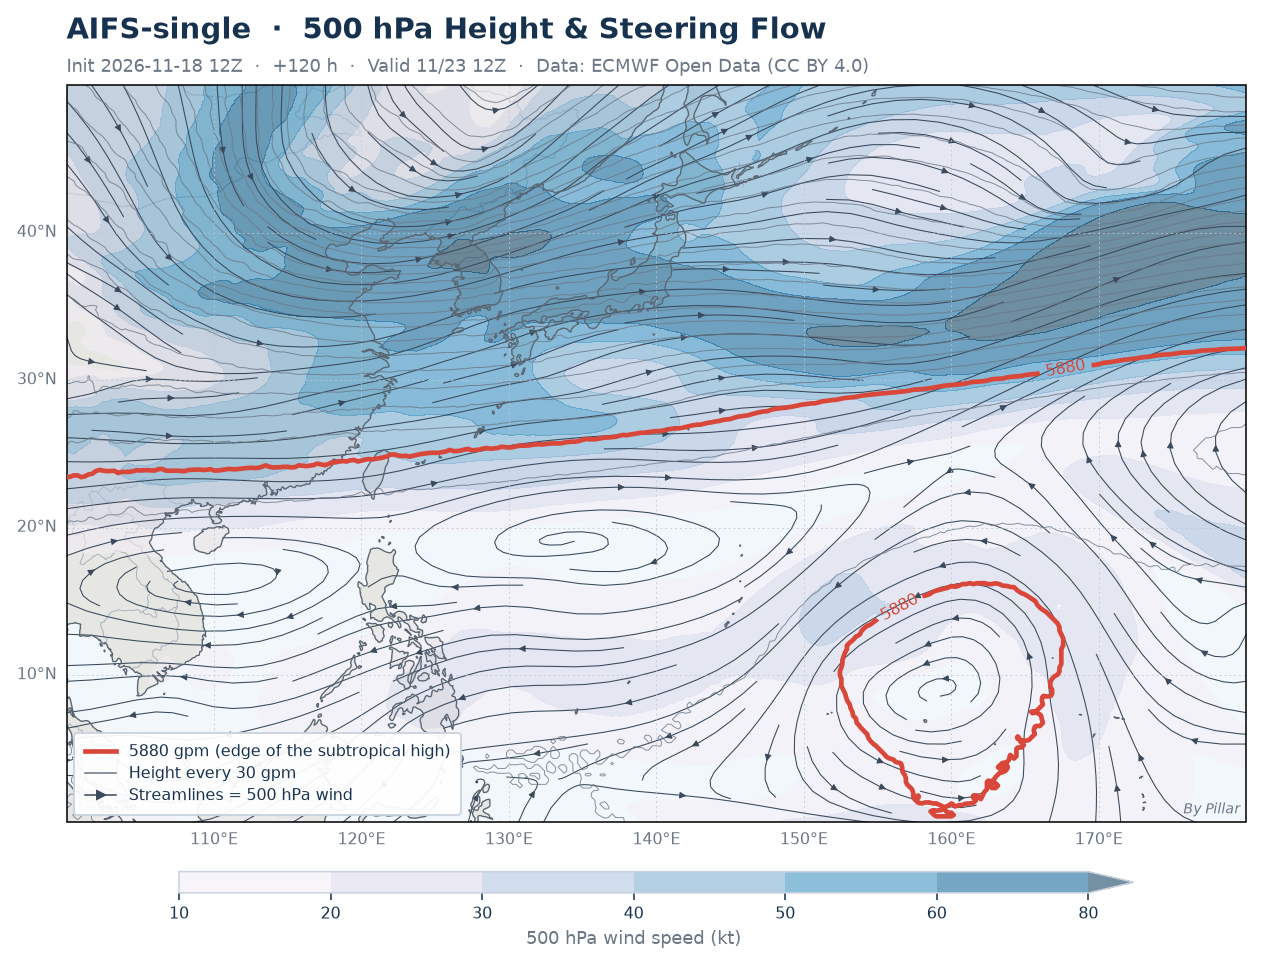 AIFS-single · 500 hPa Height & Steering Flow
Init 2026-11-18 12Z · +120 h · Valid 11/23 12Z · Data: ECMWF Open Data (CC BY 4.0)
40°N
30°N
20°N
10°N
5880
5880
5880 gpm (edge of the subtropical high)
Height every 30 gpm
Streamlines = 500 hPa wind
By Pillar
110°E 120°E 130°E 140°E 150°E 160°E 170°E
10 20 30 40 50 60 80
500 hPa wind speed (kt)